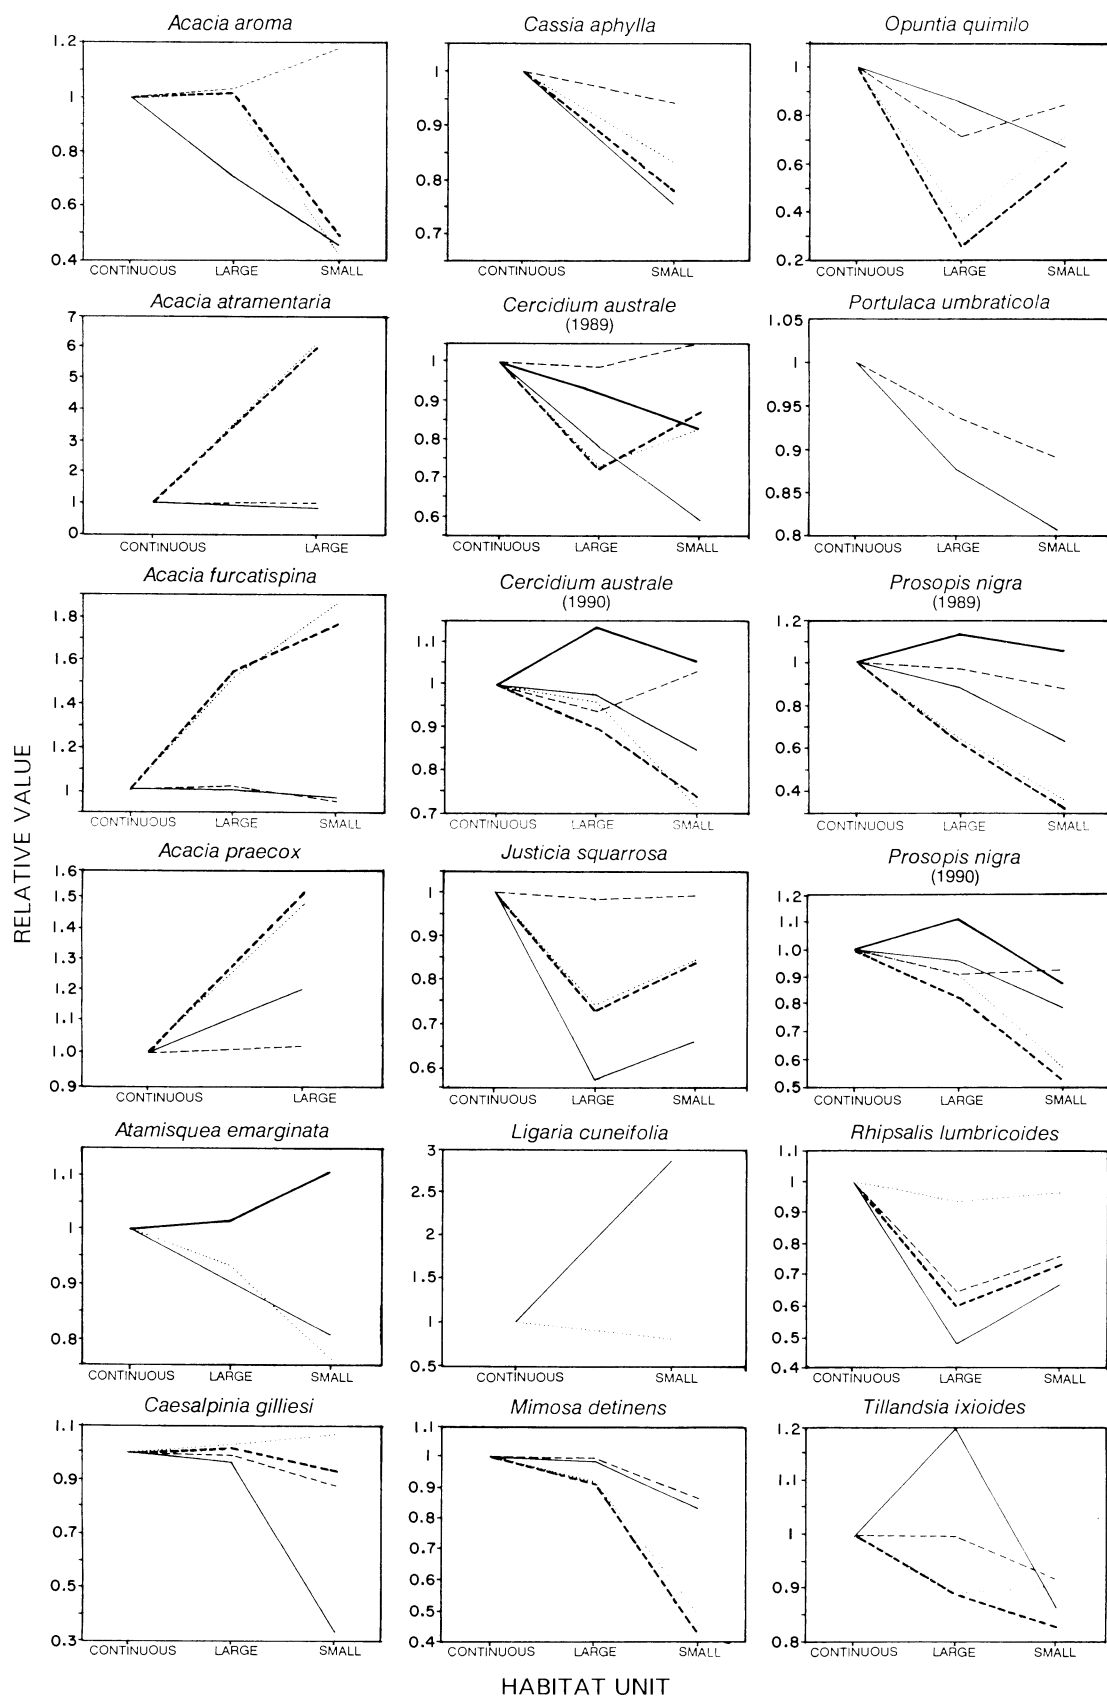 Acacia aroma
1.2
1
0.8
0.6
0.4
CONTINUOUS LARGE SMALL
Cassia aphylla
1
0.9
0.8
0.7
CONTINUOUS SMALL
Opuntia quimilo
1
0.8
0.6
0.4
0.2
CONTINUOUS LARGE SMALL
Acacia atramentaria
7
6
5
4
3
2
1
0
CONTINUOUS LARGE
Cercidium australe
(1989)
1
0.9
0.8
0.7
0.6
CONTINUOUS LARGE SMALL
Portulaca umbraticola
1.05
1
0.95
0.9
0.85
0.8
CONTINUOUS LARGE SMALL
Acacia furcatispina
1.8
1.6
1.4
1.2
1
CONTINUOUS LARGE SMALL
Cercidium australe
(1990)
1.1
1
0.9
0.8
0.7
CONTINUOUS LARGE SMALL
Prosopis nigra
(1989)
1.2
1
0.8
0.6
0.4
CONTINUOUS LARGE SMALL
Acacia praecox
1.6
1.5
1.4
1.3
1.2
1.1
1.0
0.9
CONTINUOUS LARGE
Justicia squarrosa
1
0.9
0.8
0.7
0.6
CONTINUOUS LARGE SMALL
Prosopis nigra
(1990)
1.2
1.1
1.0
0.9
0.8
0.7
0.6
0.5
CONTINUOUS LARGE SMALL
Atamisquea emarginata
1.1
1
0.9
0.8
CONTINUOUS LARGE SMALL
Ligaria cuneifolia
3
2.5
2
1.5
1
0.5
CONTINUOUS SMALL
Rhipsalis lumbricoides
1.1
1
0.9
0.8
0.7
0.6
0.5
0.4
CONTINUOUS LARGE SMALL
Caesalpinia gilliesi
1.1
0.9
0.7
0.5
0.3
CONTINUOUS LARGE SMALL
Mimosa detinens
1.1
1
0.9
0.8
0.7
0.6
0.5
0.4
CONTINUOUS LARGE SMALL
Tillandsia ixioides
1.2
1.1
1
0.9
0.8
CONTINUOUS LARGE SMALL
RELATIVE VALUE
HABITAT UNIT